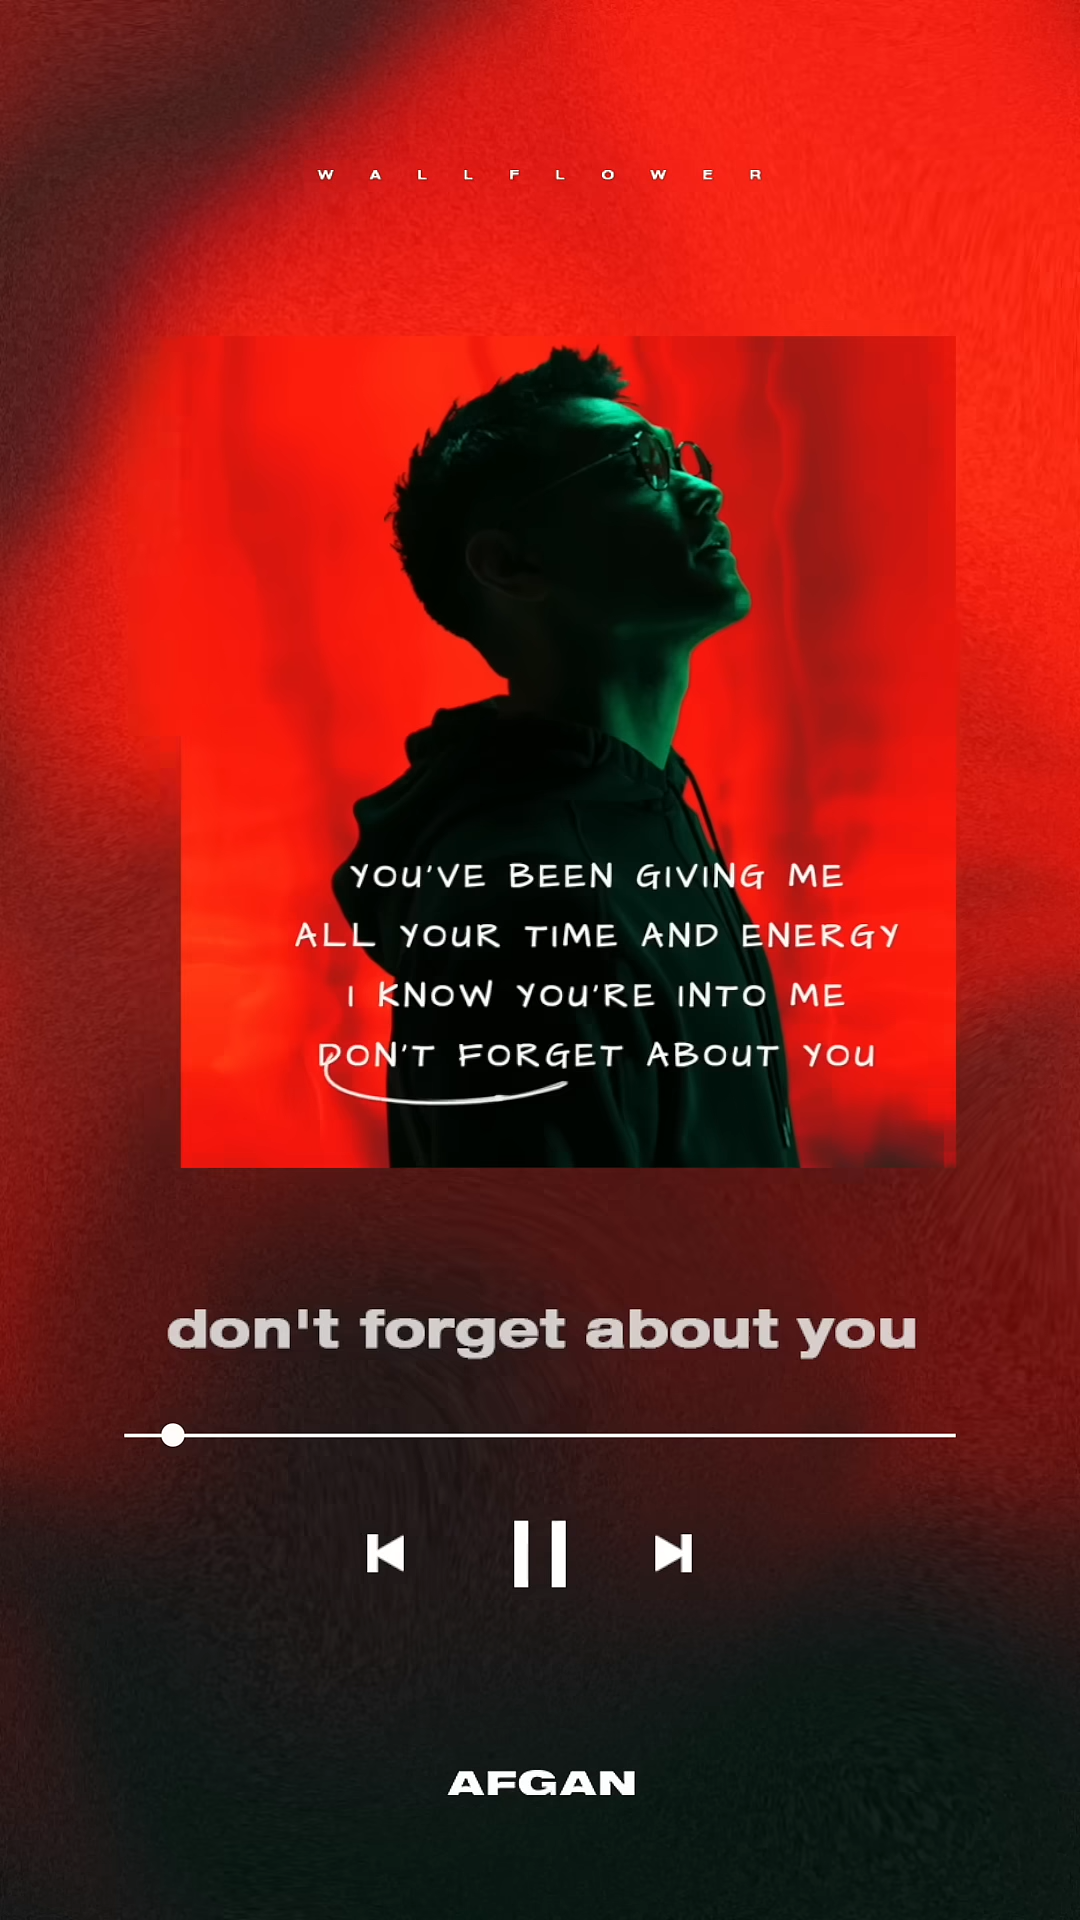 WALLFLOWER
YOU'VE BEEN GIVING ME
ALL YOUR TIME AND ENERGY
I KNOW YOU'RE INTO ME
DON'T FORGET ABOUT YOU
don't forget about you
AFGAN